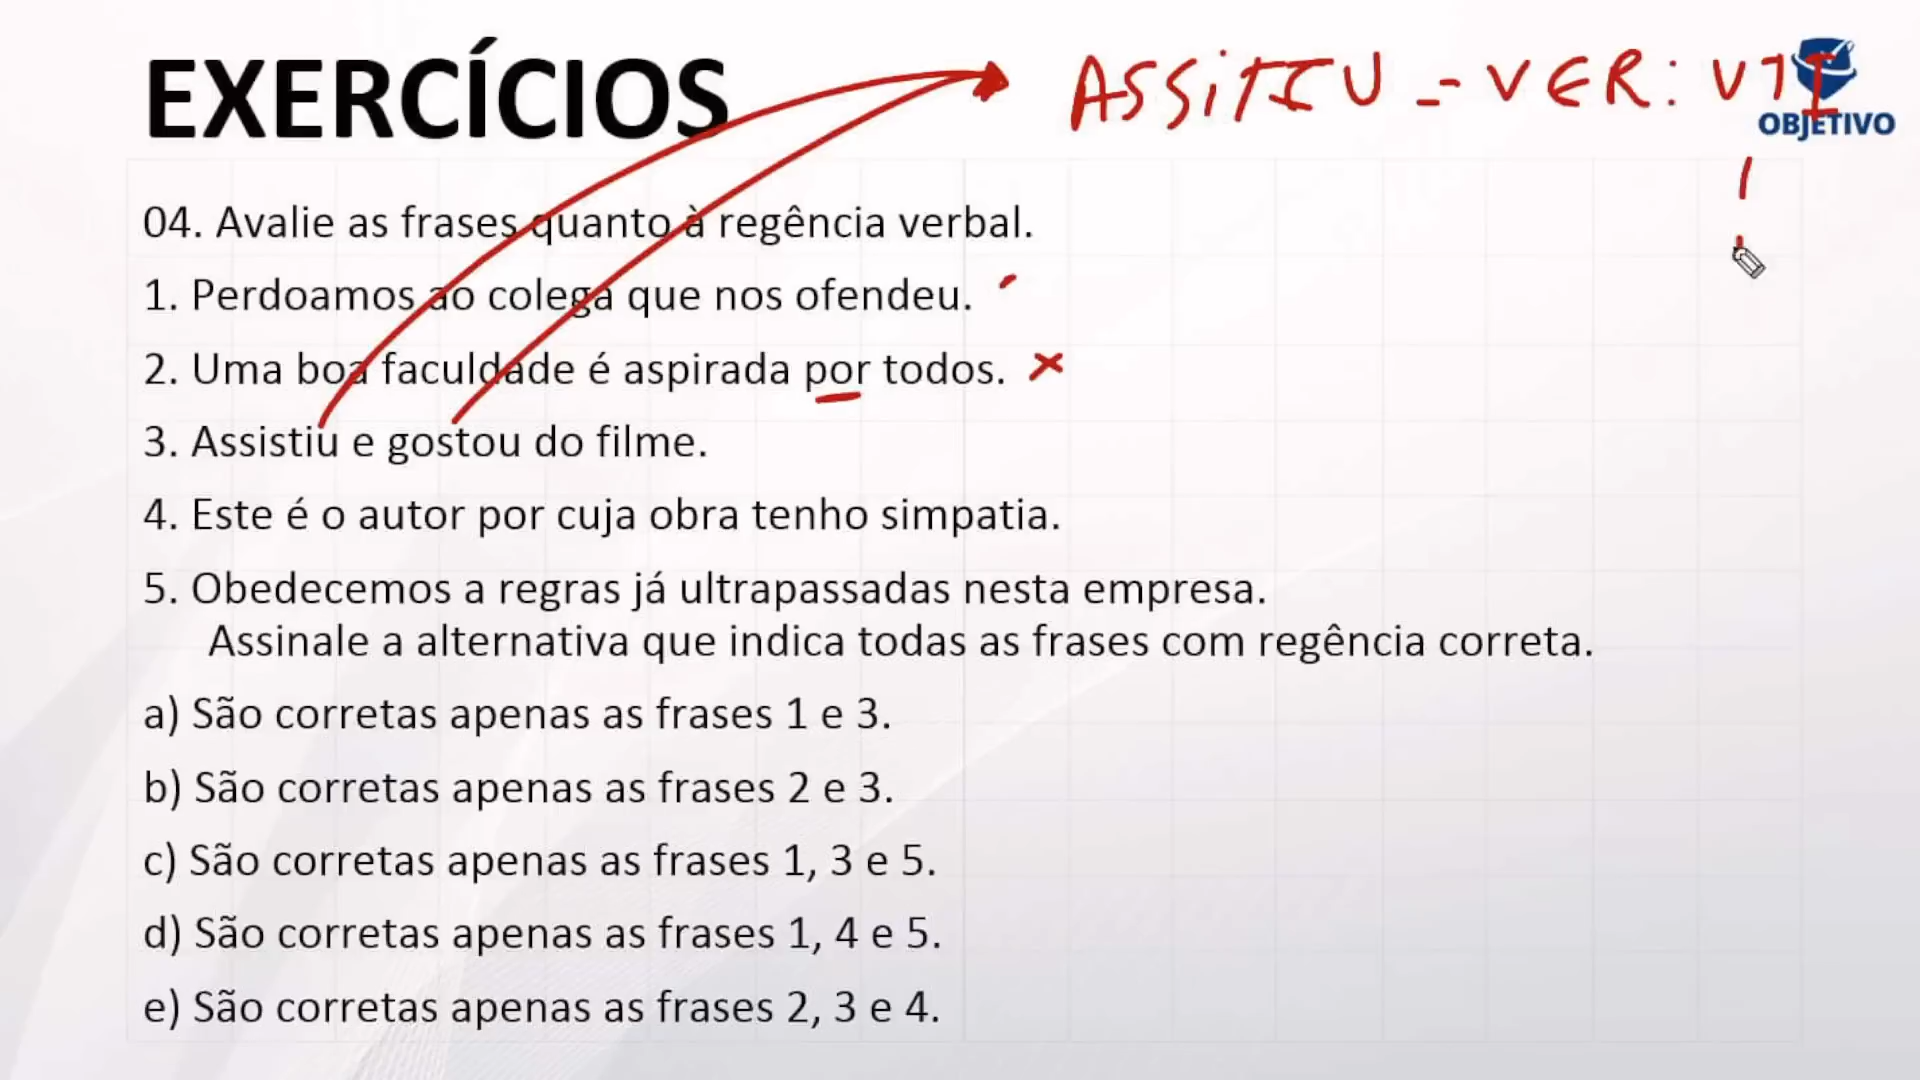 EXERCÍCIOS
ASSiTIU = VER: VTI
OBJETIVO
04. Avalie as frases quanto à regência verbal.
1. Perdoamos ao colega que nos ofendeu.
2. Uma boa faculdade é aspirada por todos. ×
3. Assistiu e gostou do filme.
4. Este é o autor por cuja obra tenho simpatia.
5. Obedecemos a regras já ultrapassadas nesta empresa.
Assinale a alternativa que indica todas as frases com regência correta.
a) São corretas apenas as frases 1 e 3.
b) São corretas apenas as frases 2 e 3.
c) São corretas apenas as frases 1, 3 e 5.
d) São corretas apenas as frases 1, 4 e 5.
e) São corretas apenas as frases 2, 3 e 4.